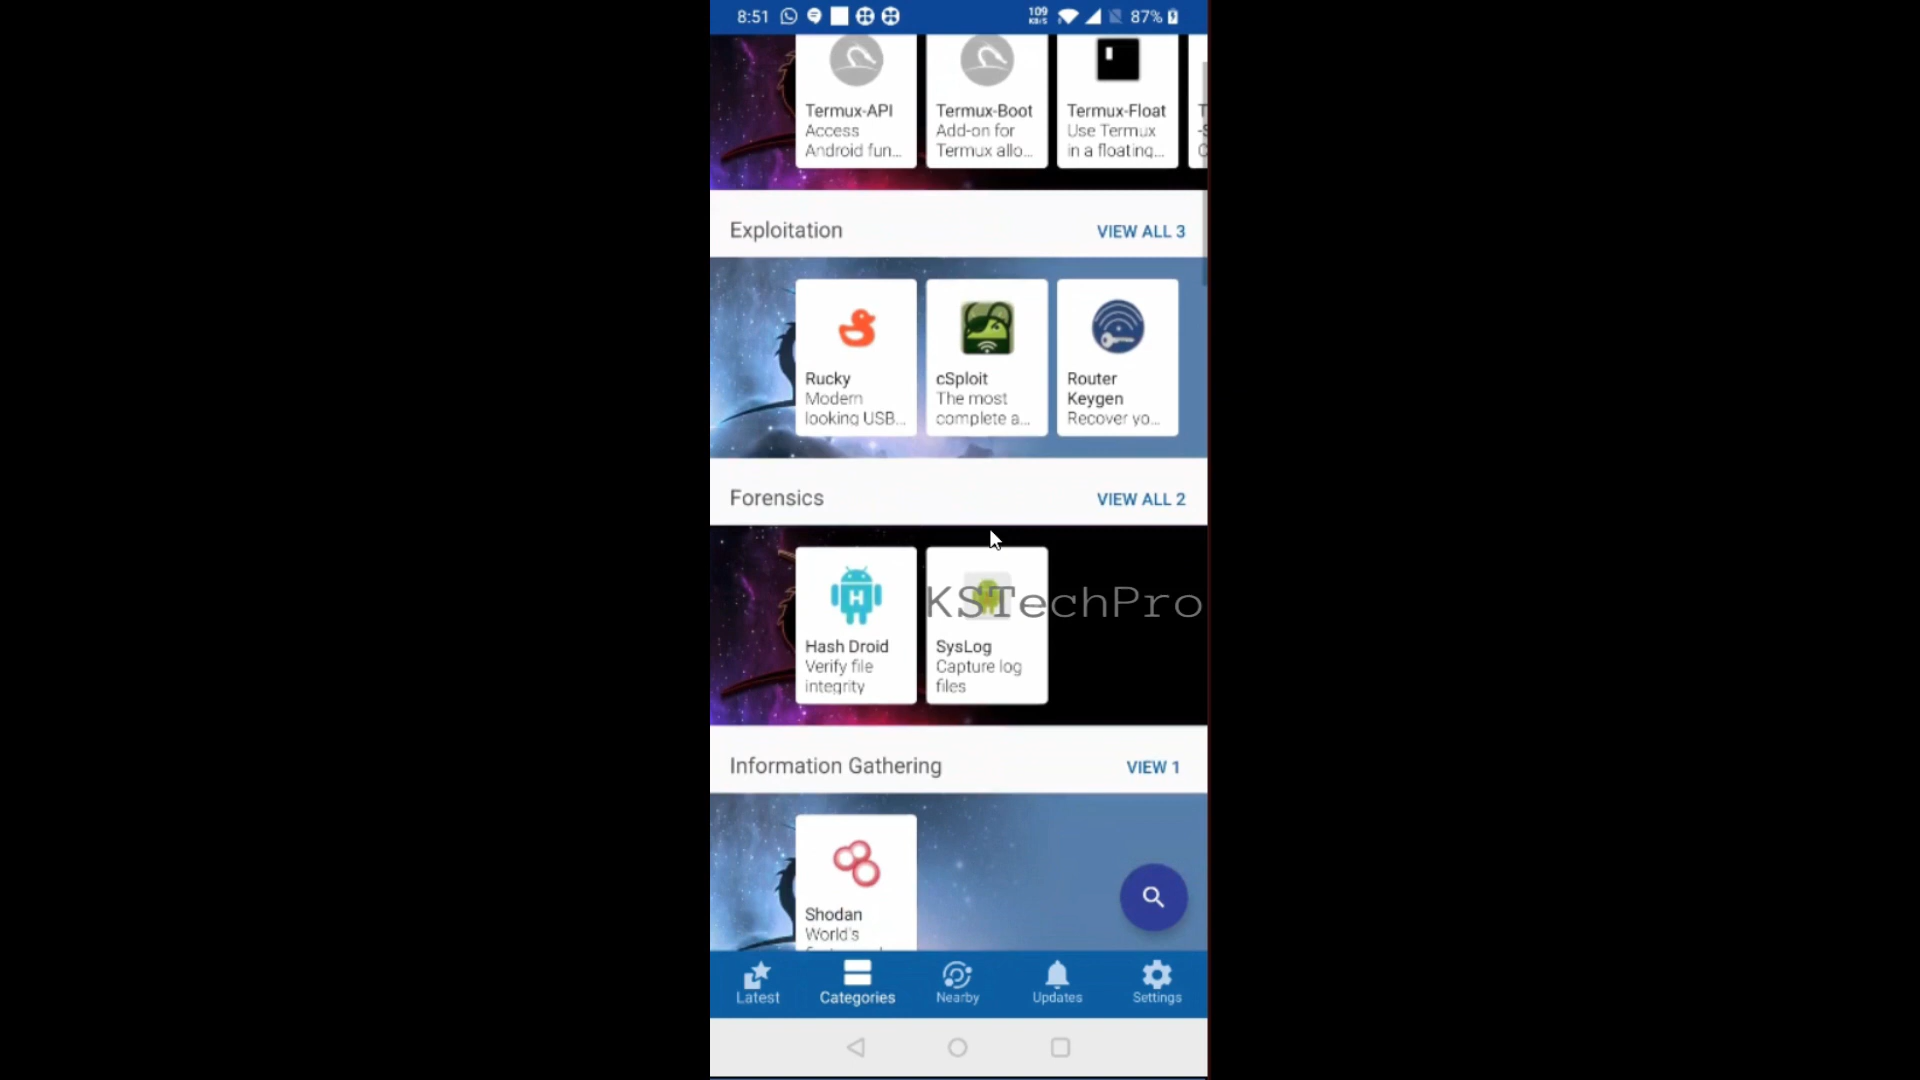 8:51
109
KB/S
87%
Termux-API
Access
Android fun...
Termux-Boot
Add-on for
Termux allo...
Termux-Float
Use Termux
in a floating...
T
-S
C
Exploitation
VIEW ALL 3
Rucky
Modern
looking USB...
cSploit
The most
complete a...
Router
Keygen
Recover yo...
Forensics
VIEW ALL 2
H
Hash Droid
Verify file
integrity
SysLog
Capture log
files
KSTechPro
Information Gathering
VIEW 1
Shodan
World's
Latest
Categories
Nearby
Updates
Settings